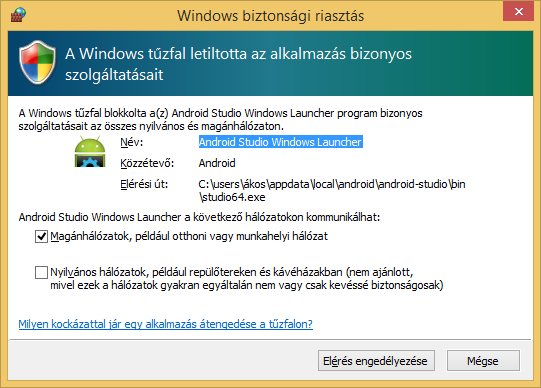 Windows biztonsági riasztás
A Windows tűzfal letiltotta az alkalmazás bizonyos
szolgáltatásait
A Windows tűzfal blokkolta a(z) Android Studio Windows Launcher program bizonyos
szolgáltatásait az összes nyilvános és magánhálózaton.
Név: Android Studio Windows Launcher
Közzétevő: Android
Elérési út: C:\users\ákos\appdata\local\android\android-studio\bin
\studio64.exe
Android Studio Windows Launcher a következő hálózatokon kommunikálhat:
Magánhálózatok, például otthoni vagy munkahelyi hálózat
Nyilvános hálózatok, például repülőtereken és kávéházakban (nem ajánlott,
mivel ezek a hálózatok gyakran egyáltalán nem vagy csak kevéssé biztonságosak)
Milyen kockázattal jár egy alkalmazás átengedése a tűzfalon?
Elérés engedélyezése
Mégse